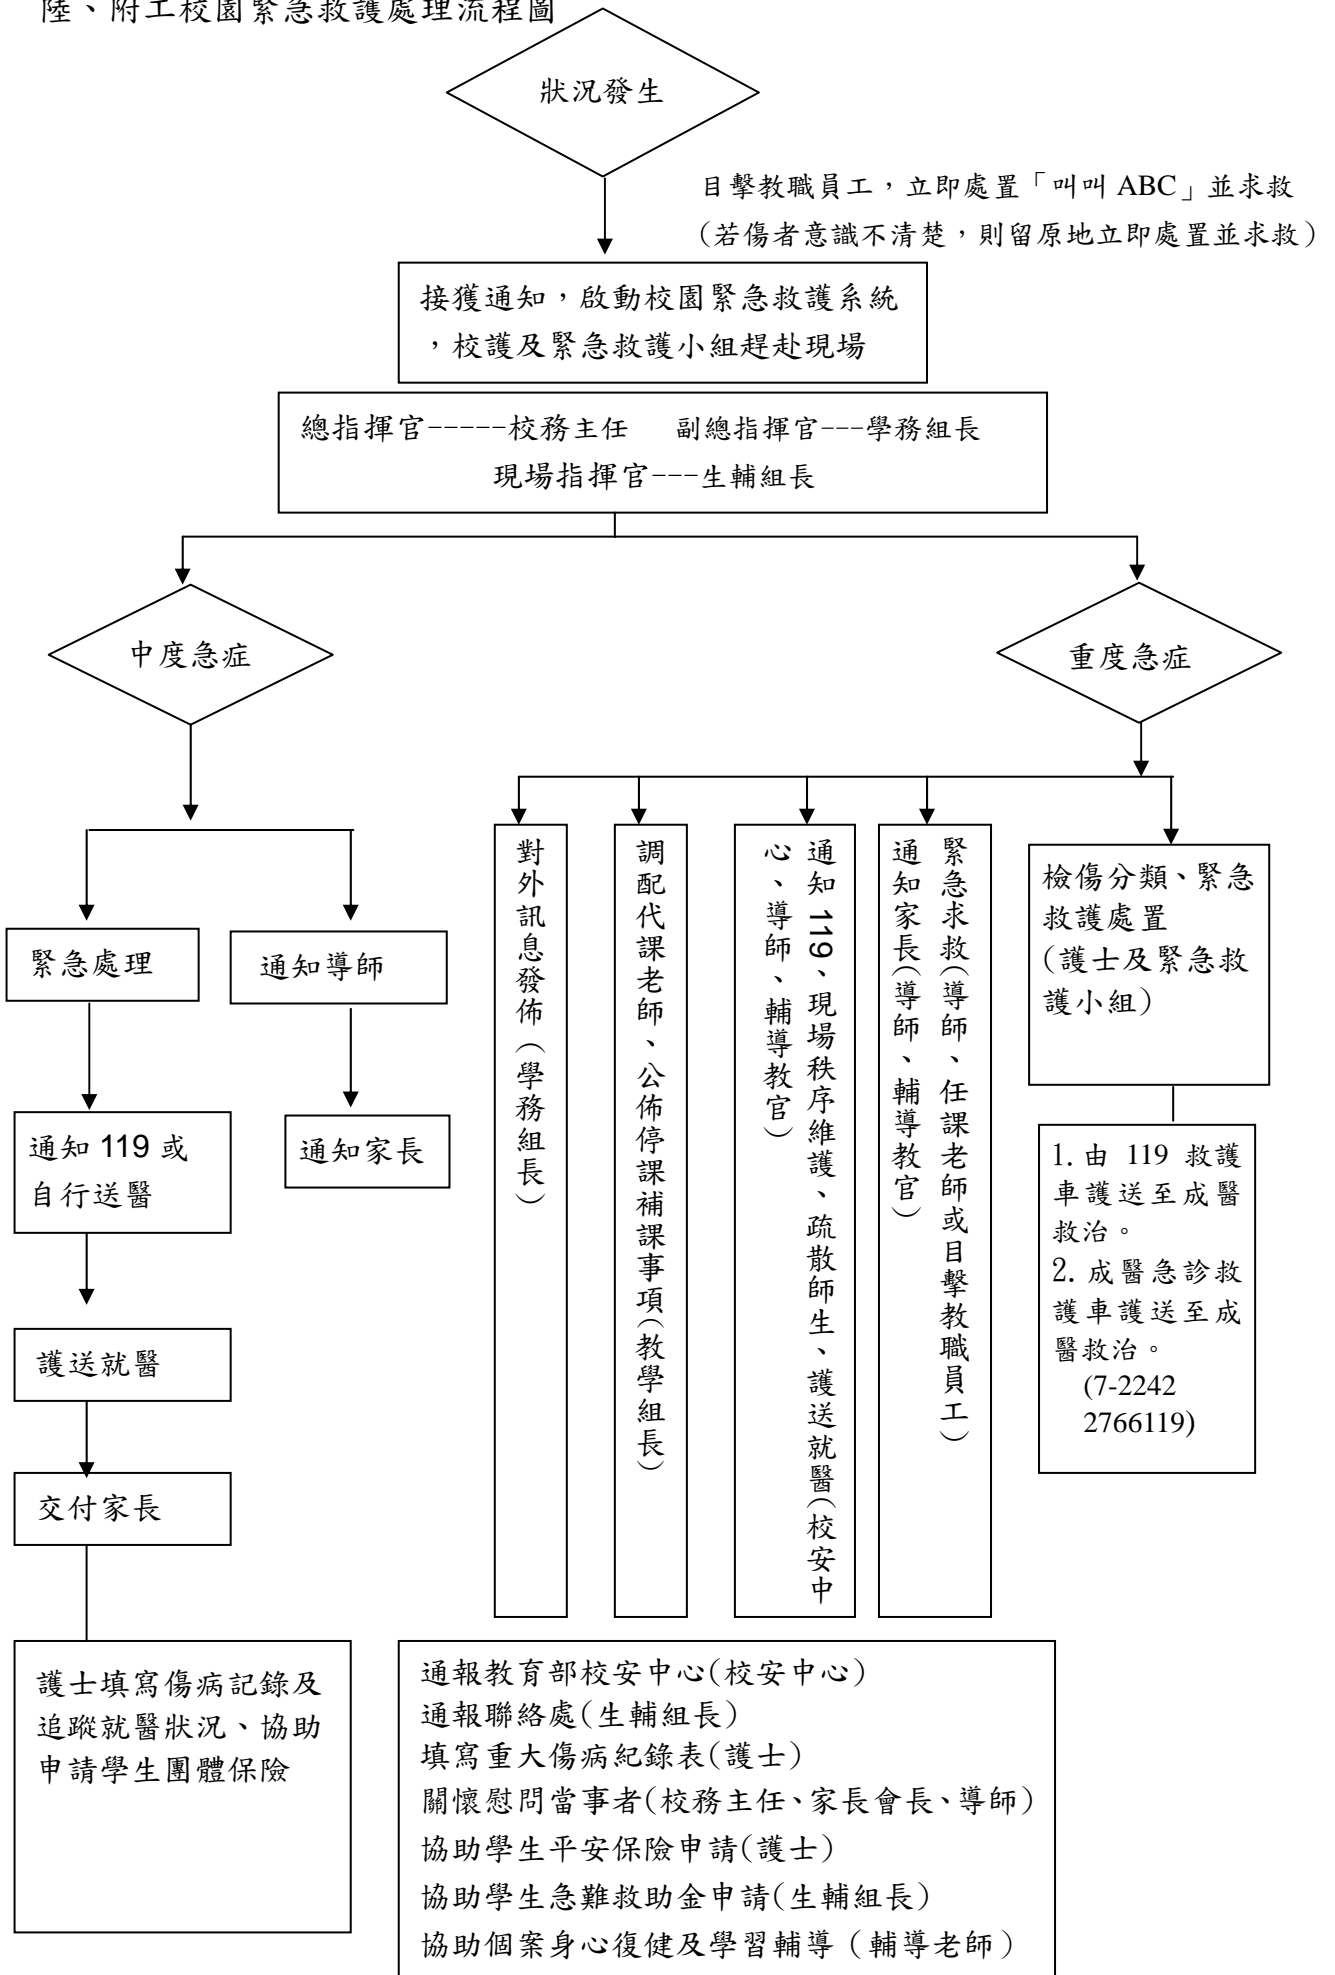 陸、附工校園緊急救護處理流程圖
狀況發生
目擊教職員工，立即處置「叫叫 ABC」並求救
（若傷者意識不清楚，則留原地立即處置並求救）
接獲通知，啟動校園緊急救護系統
，校護及緊急救護小組趕赴現場
總指揮官-----校務主任 副總指揮官---學務組長
現場指揮官---生輔組長
中度急症
重度急症
緊急處理
通知導師
通知 119 或
自行送醫
通知家長
護送就醫
交付家長
護士填寫傷病記錄及
追蹤就醫狀況、協助
申請學生團體保險
對外訊息發佈（學務組長）
調配代課老師、公佈停課補課事項(教學組長)
通知 119、現場秩序維護、疏散師生、護送就醫(校安中
心、導師、輔導教官)
緊急求救(導師、任課老師或目擊教職員工)
通知家長(導師、輔導教官)
檢傷分類、緊急
救護處置
(護士及緊急救
護小組)
1. 由 119 救護
車護送至成醫
救治。
2. 成醫急診救
護車護送至成
醫救治。
(7-2242
2766119)
通報教育部校安中心(校安中心)
通報聯絡處(生輔組長)
填寫重大傷病紀錄表(護士)
關懷慰問當事者(校務主任、家長會長、導師)
協助學生平安保險申請(護士)
協助學生急難救助金申請(生輔組長)
協助個案身心復健及學習輔導（輔導老師）